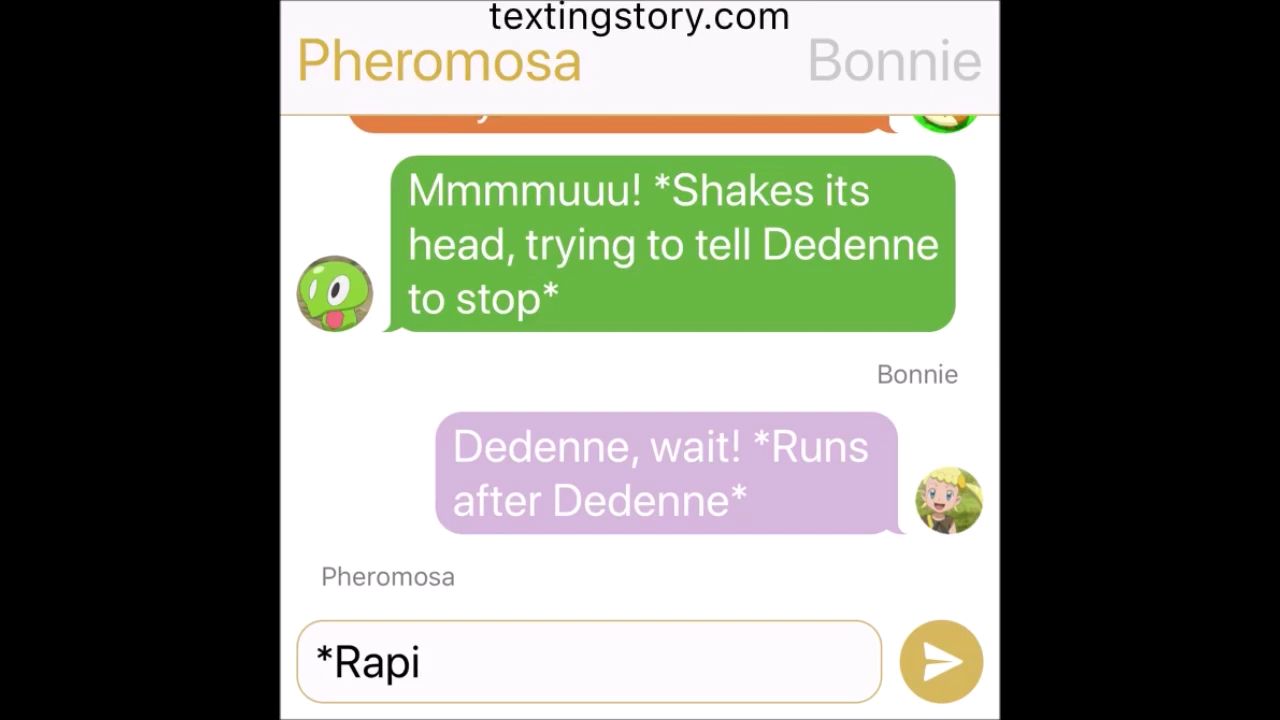 textingstory.com
Pheromosa
Bonnie
Mmmmuuu! *Shakes its
head, trying to tell Dedenne
to stop*
Bonnie
Dedenne, wait! *Runs
after Dedenne*
Pheromosa
*Rapi